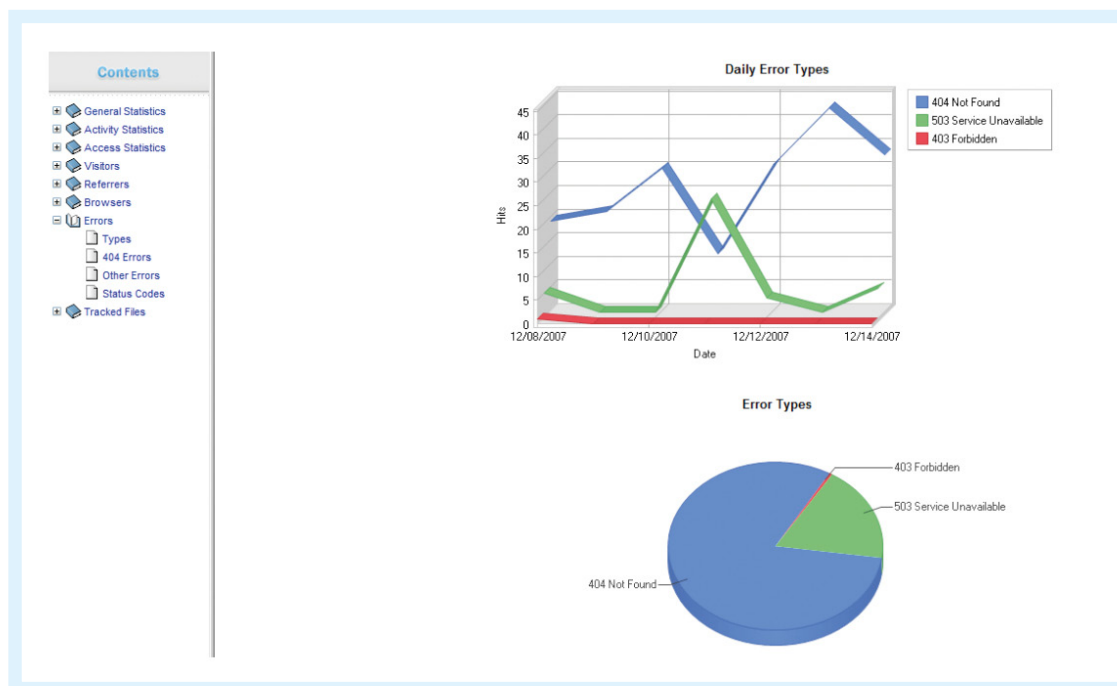 Contents
General Statistics
Activity Statistics
Access Statistics
Visitors
Referrers
Browsers
Errors
Types
404 Errors
Other Errors
Status Codes
Tracked Files
Daily Error Types
404 Not Found
503 Service Unavailable
403 Forbidden
Hits
45
40
35
30
25
20
15
10
5
0
12/08/2007 12/10/2007 12/12/2007 12/14/2007
Date
Error Types
403 Forbidden
503 Service Unavailable
404 Not Found